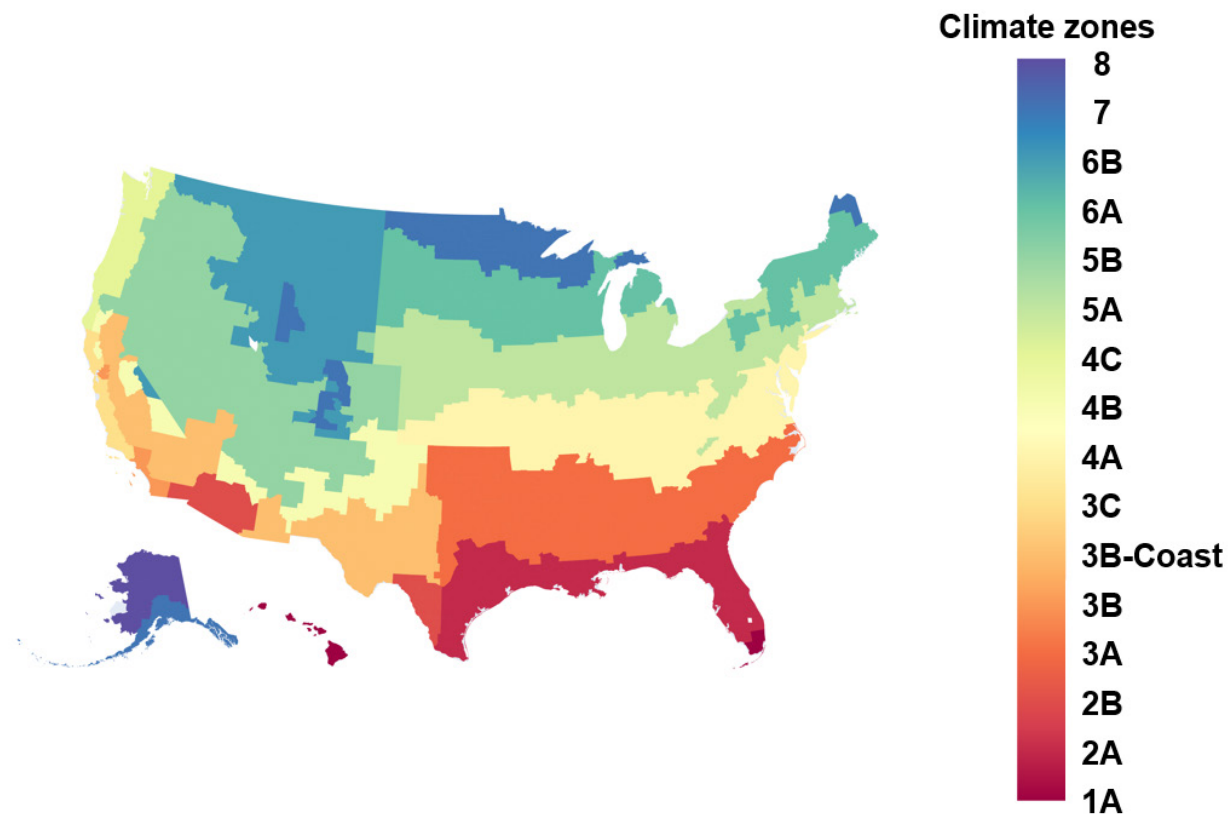 Climate zones
8
7
6B
6A
5B
5A
4C
4B
4A
3C
3B-Coast
3B
3A
2B
2A
1A